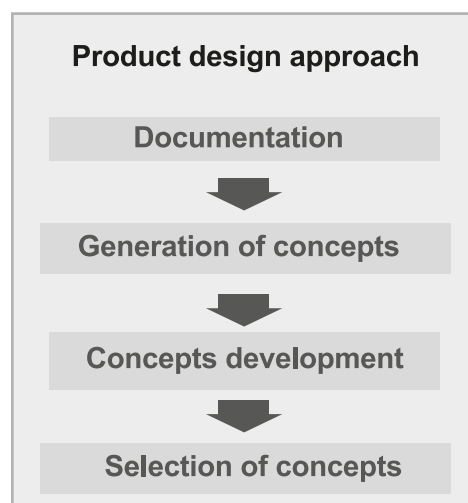 Product design approach
Documentation
Generation of concepts
Concepts development
Selection of concepts